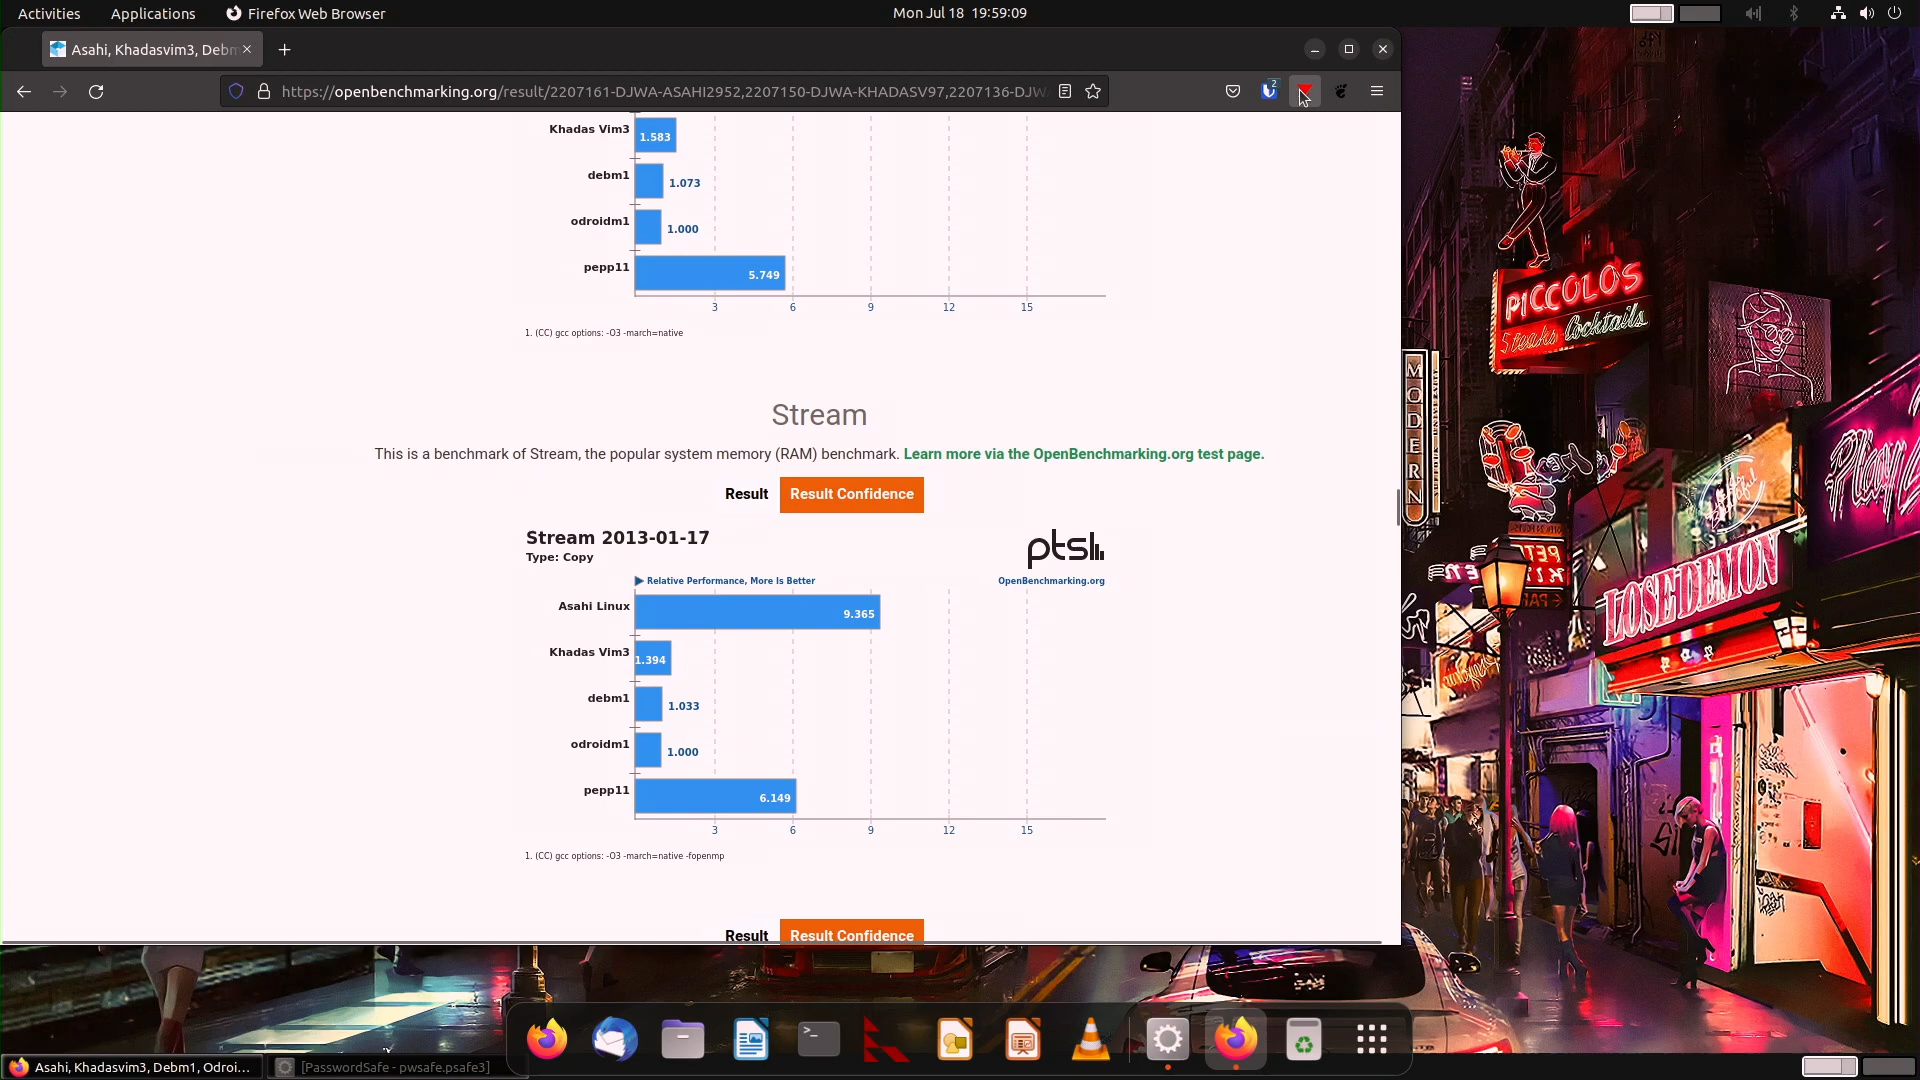 Activities Applications Firefox Web Browser Mon Jul 18 19:59:09
Asahi, Khadasvim3, Debm
https://openbenchmarking.org/result/2207161-DJWA-ASAHI2952,2207150-DJWA-KHADASV97,2207136-DJW
2
Khadas Vim3 1.583
debm1 1.073
odroidm1 1.000
pepp11 5.749
3 6 9 12 15
1. (CC) gcc options: -O3 -march=native
Stream
This is a benchmark of Stream, the popular system memory (RAM) benchmark. Learn more via the OpenBenchmarking.org test page.
Result Result Confidence
Stream 2013-01-17
Type: Copy
ptsl
Relative Performance, More Is Better OpenBenchmarking.org
Asahi Linux 9.365
Khadas Vim3 1.394
debm1 1.033
odroidm1 1.000
pepp11 6.149
3 6 9 12 15
1. (CC) gcc options: -O3 -march=native -fopenmp
Result Result Confidence
PICCOLO'S
Steaks Cocktails
MODERN
PETE
LOSEDEMON
Asahi, Khadasvim3, Debm1, Odroi...
[PasswordSafe - pwsafe.psafe3]